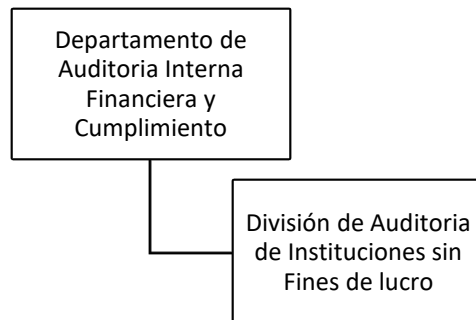 Departamento de
Auditoria Interna
Financiera y
Cumplimiento
División de Auditoria
de Instituciones sin
Fines de lucro